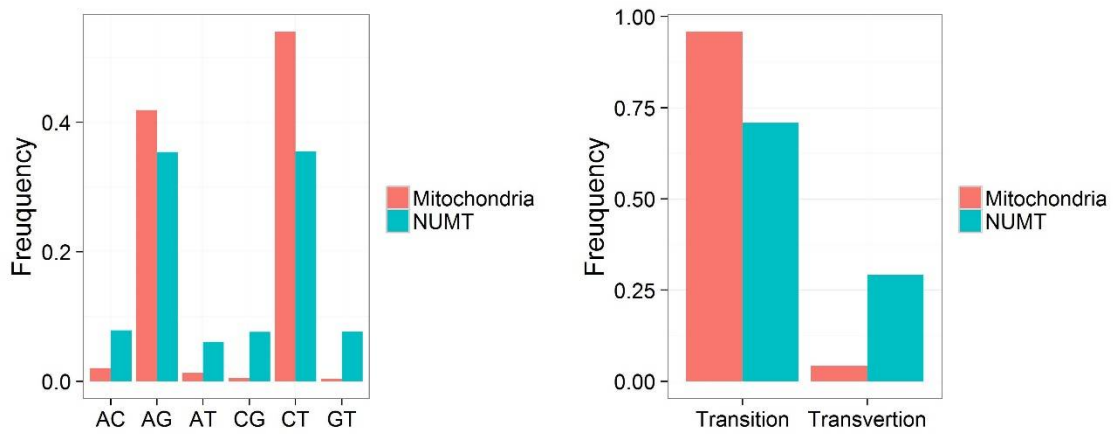 Freuquency
0.4
0.2
0.0
AC AG AT CG CT GT
Mitochondria
NUMT
Freuquency
1.00
0.75
0.50
0.25
0.00
Transition Transvertion
Mitochondria
NUMT